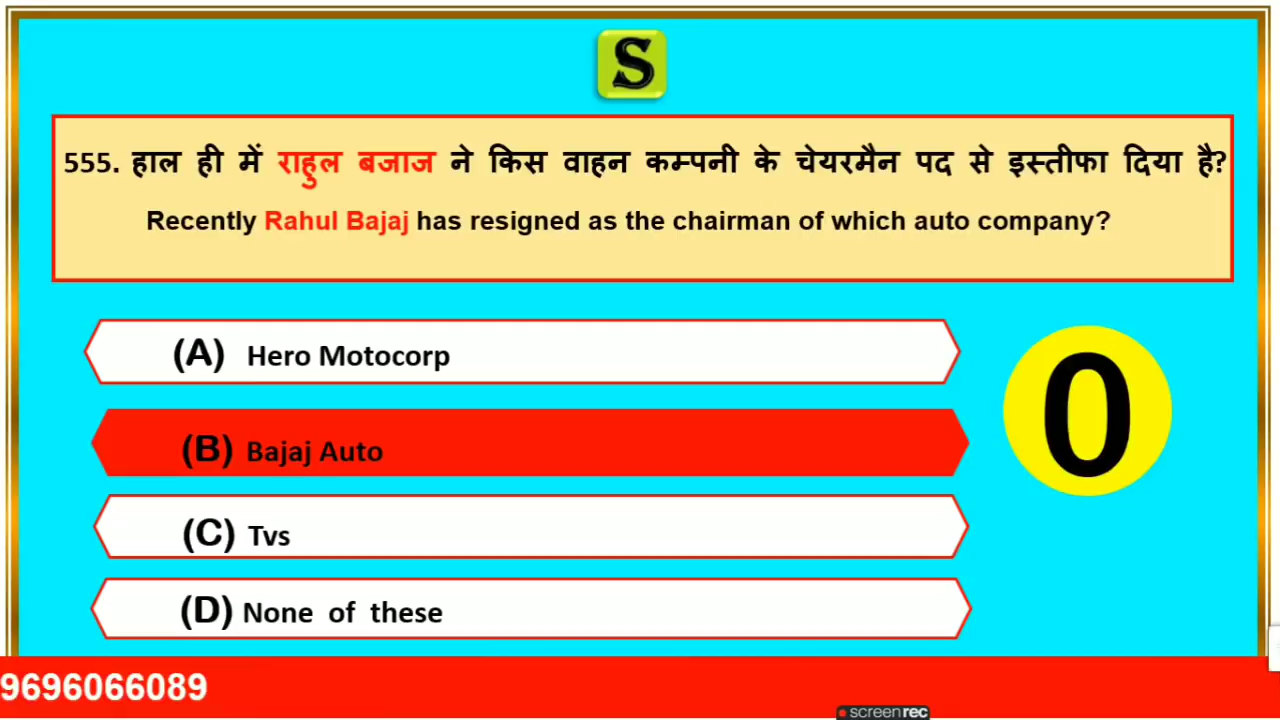 S
555. हाल ही में राहुल बजाज ने किस वाहन कम्पनी के चेयरमैन पद से इस्तीफा दिया है?
Recently Rahul Bajaj has resigned as the chairman of which auto company?
(A) Hero Motocorp
0
(B) Bajaj Auto
(C) Tvs
(D) None of these
9696066089
screenrec